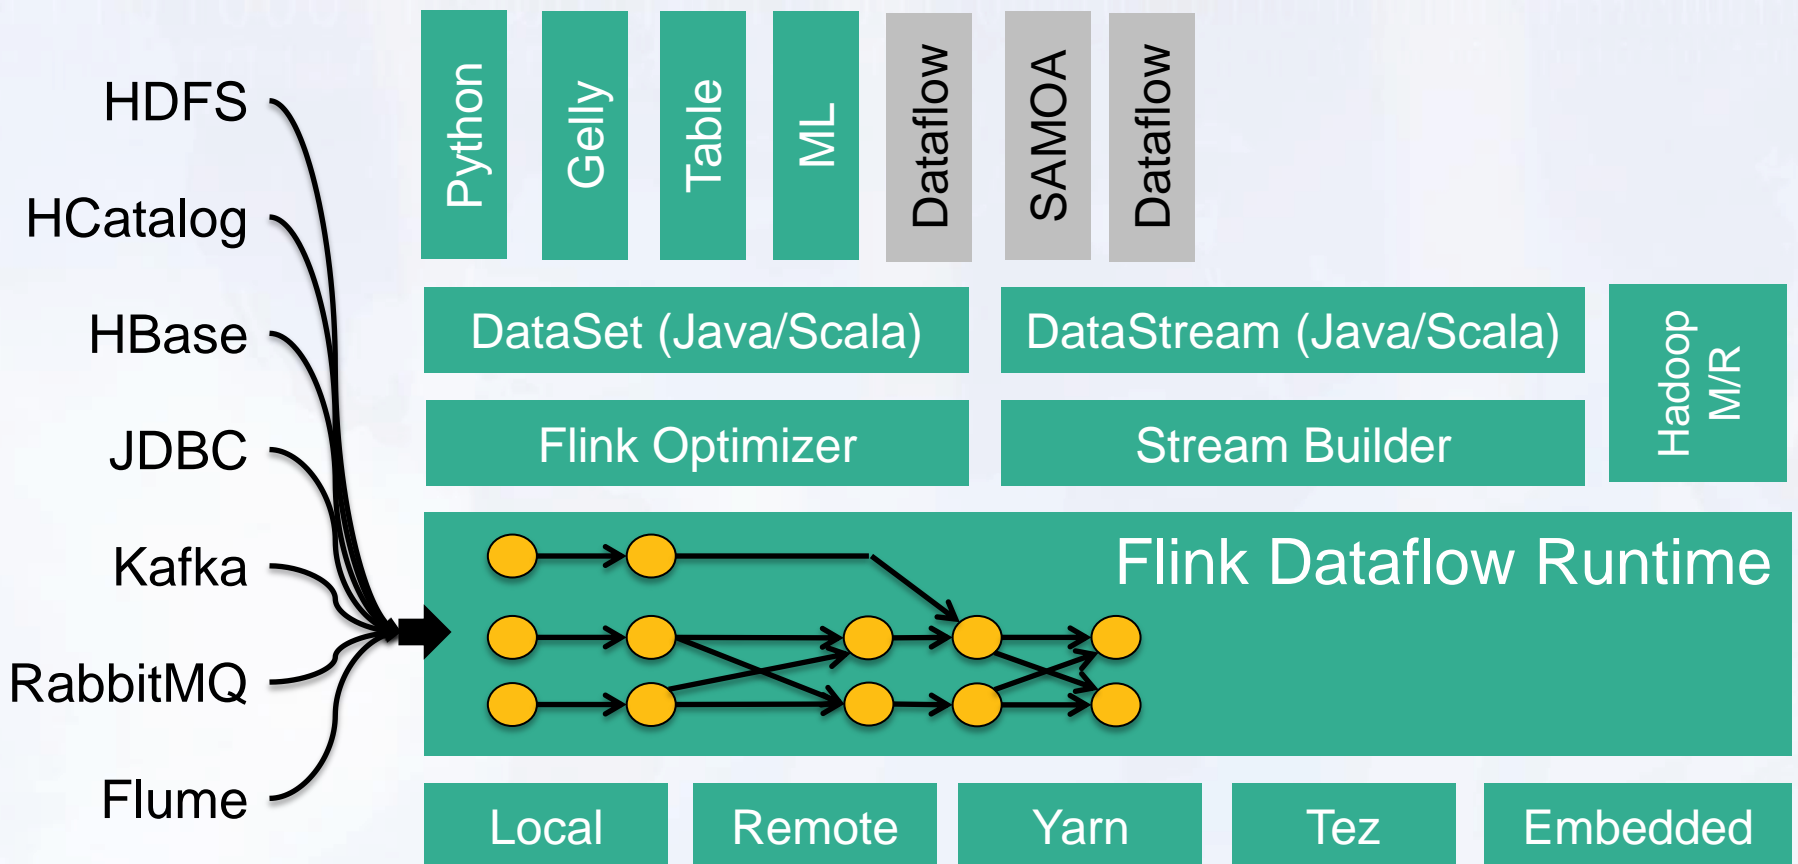 HDFS
HCatalog
HBase
JDBC
Kafka
RabbitMQ
Flume
Python
Gelly
Table
ML
Dataflow
SAMOA
Dataflow
DataSet (Java/Scala)
DataStream (Java/Scala)
Hadoop
M/R
Flink Optimizer
Stream Builder
Flink Dataflow Runtime
Local
Remote
Yarn
Tez
Embedded